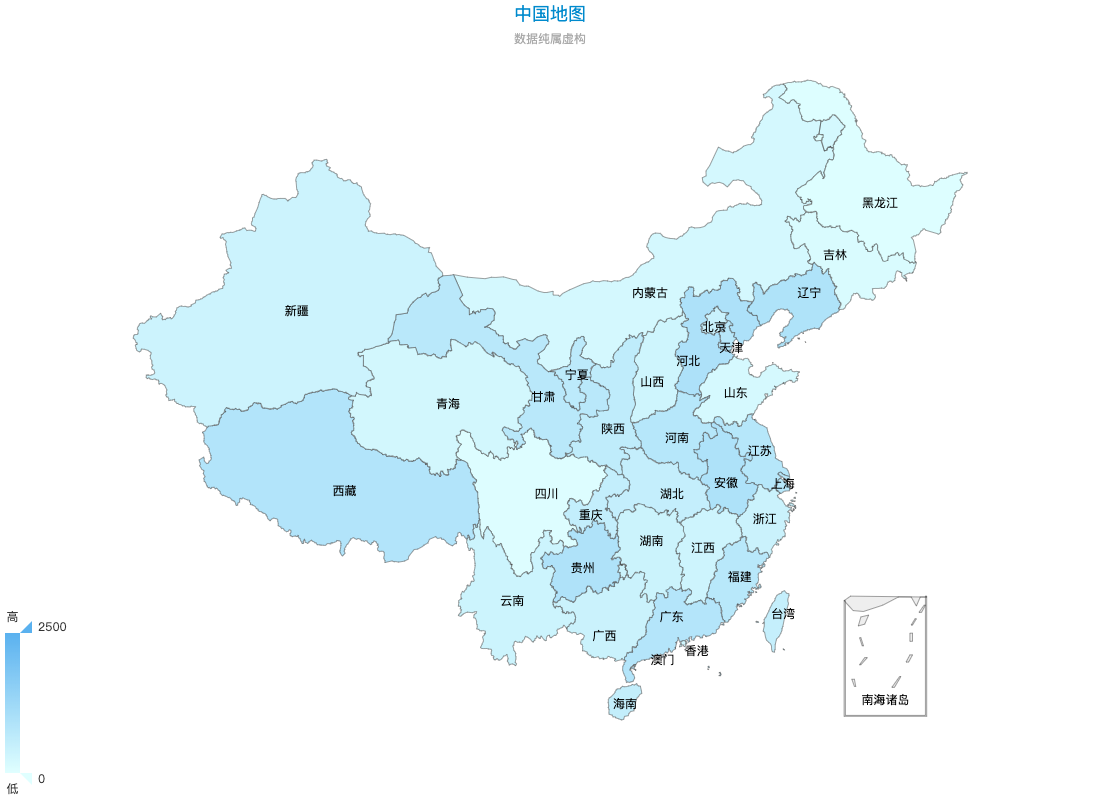 中国地图
数据纯属虚构
黑龙江
吉林
辽宁
内蒙古
新疆
北京
天津
河北
宁夏
山西
山东
甘肃
青海
陕西
河南
江苏
西藏
四川
湖北
安徽
上海
重庆
浙江
湖南
江西
贵州
福建
云南
广西
广东
台湾
澳门
香港
海南
南海诸岛
高
2500
0
低